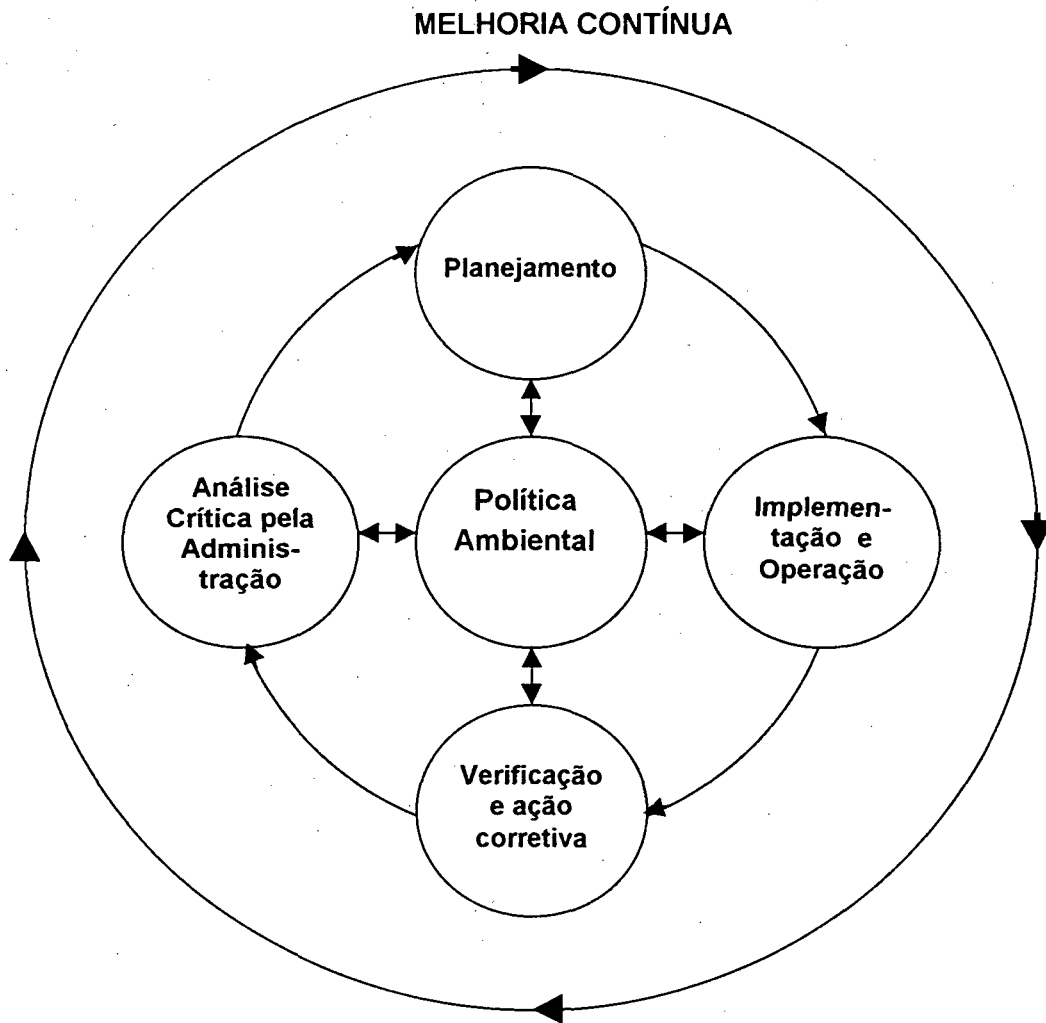 MELHORIA CONTÍNUA
Planejamento
Análise
Crítica pela
Adminis-
tração
Política
Ambiental
Implemen-
tação e
Operação
Verificação
e ação
corretiva